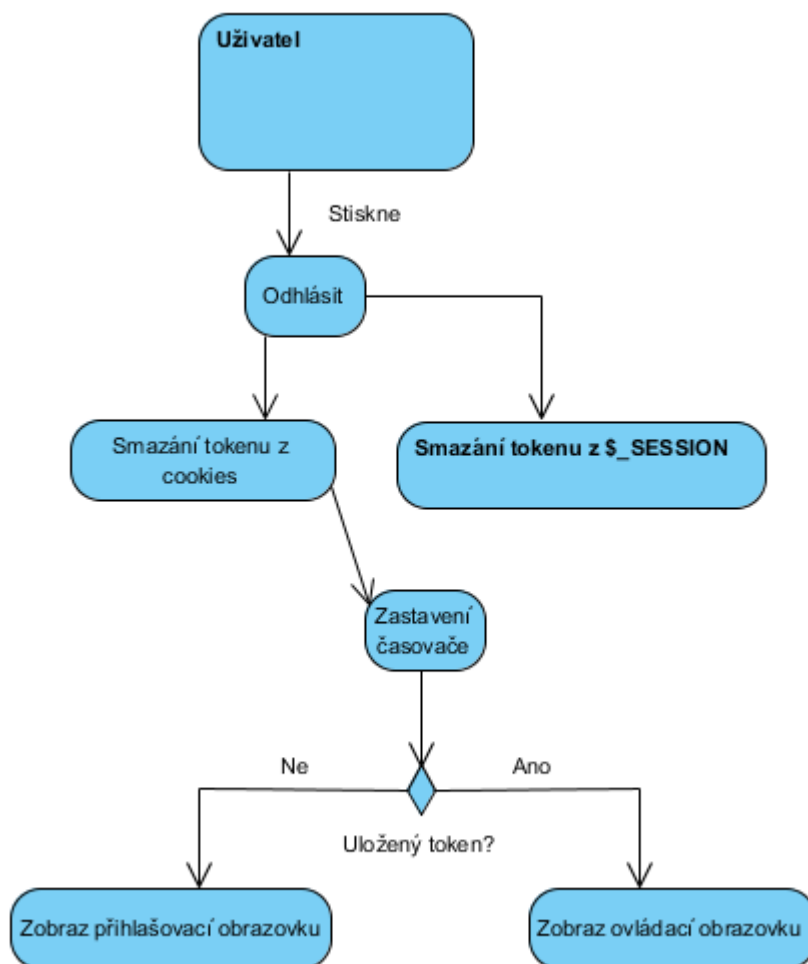 Uživatel
Stiskne
Odhlásit
Smazání tokenu z
cookies
Smazání tokenu z $_SESSION
Zastavení
časovače
Ne
Ano
Uložený token?
Zobraz přihlašovací obrazovku
Zobraz ovládací obrazovku